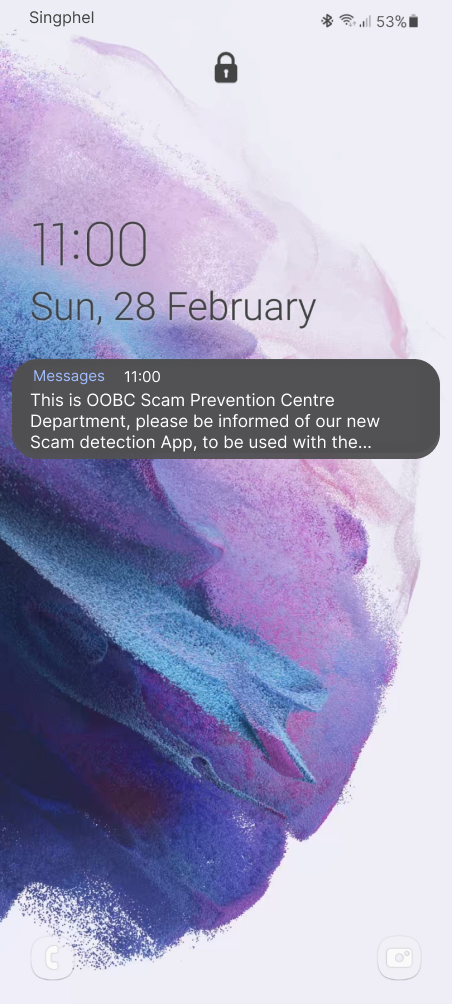 Singphel
53%
11:00
Sun, 28 February
Messages 11:00
This is OOBC Scam Prevention Centre
Department, please be informed of our new
Scam detection App, to be used with the...